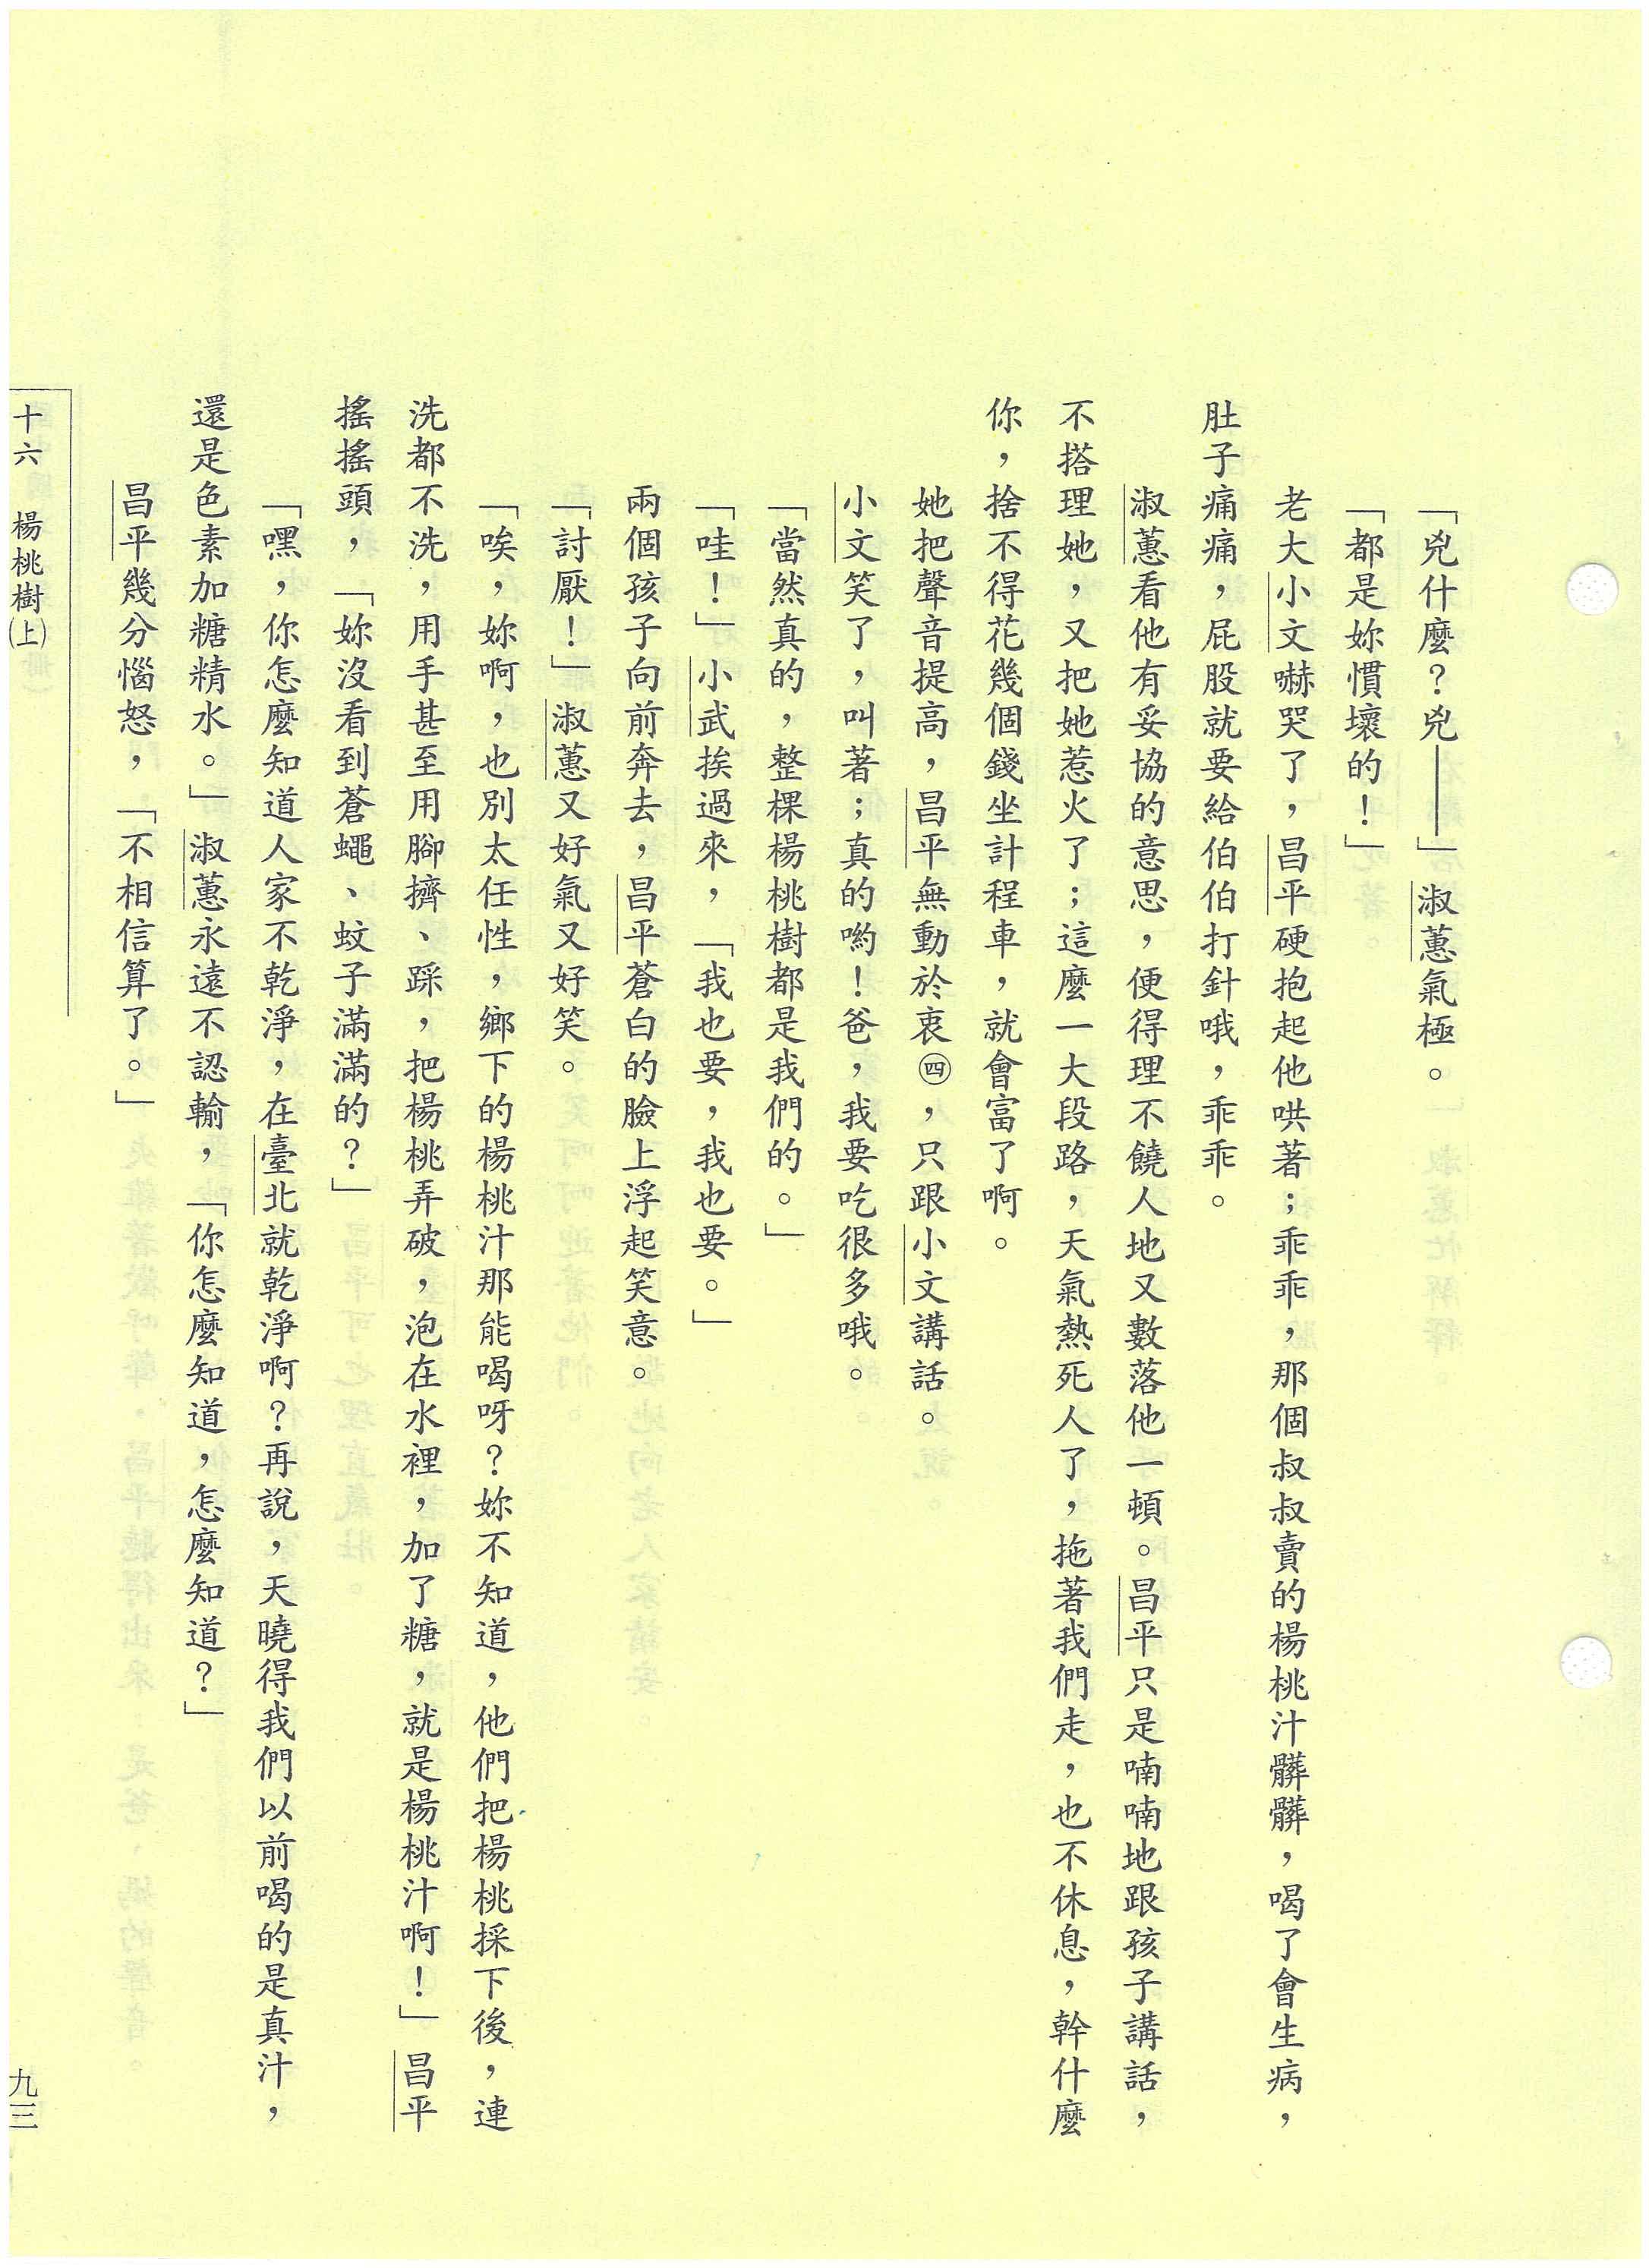 「兇什麼？兇——」淑蕙氣極。
「都是妳慣壞的！」
老大小文嚇哭了，昌平硬抱起他哄著；乖乖，那個叔叔賣的楊桃汁髒髒，喝了會生病，
肚子痛痛，屁股就要給伯伯打針哦，乖乖。
淑蕙看他有妥協的意思，便得理不饒人地又數落他一頓。昌平只是喃喃地跟孩子講話，
不搭理她，又把她惹火了；這麼一大段路，天氣熱死人了，拖著我們走，也不休息，幹什麼
你，捨不得花幾個錢坐計程車，就會富了啊。
她把聲音提高，昌平無動於衷㊃，只跟小文講話。
小文笑了，叫著；真的喲！爸，我要吃很多哦。
「當然真的，整棵楊桃樹都是我們的。」
「哇！」小武挨過來，「我也要，我也要。」
兩個孩子向前奔去，昌平蒼白的臉上浮起笑意。
「討厭！」淑蕙又好氣又好笑。
「唉，妳啊，也別太任性，鄉下的楊桃汁那能喝呀？妳不知道，他們把楊桃採下後，連
洗都不洗，用手甚至用腳擠、踩，把楊桃弄破，泡在水裡，加了糖，就是楊桃汁啊！」昌平
搖搖頭，「妳沒看到蒼蠅、蚊子滿滿的？」
「嘿，你怎麼知道人家不乾淨，在臺北就乾淨啊？再說，天曉得我們以前喝的是真汁，
還是色素加糖精水。」淑蕙永遠不認輸，「你怎麼知道，怎麼知道？」
昌平幾分惱怒，「不相信算了。」
十六　楊桃樹(上)
九三